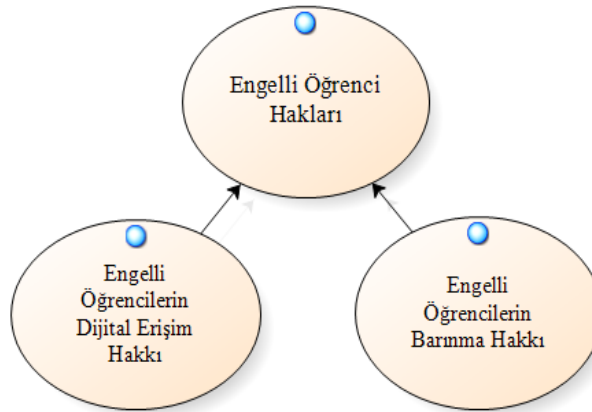 Engelli Öğrenci
Hakları
Engelli
Öğrencilerin
Dijital Erişim
Hakkı
Engelli
Öğrencilerin
Barınma Hakkı